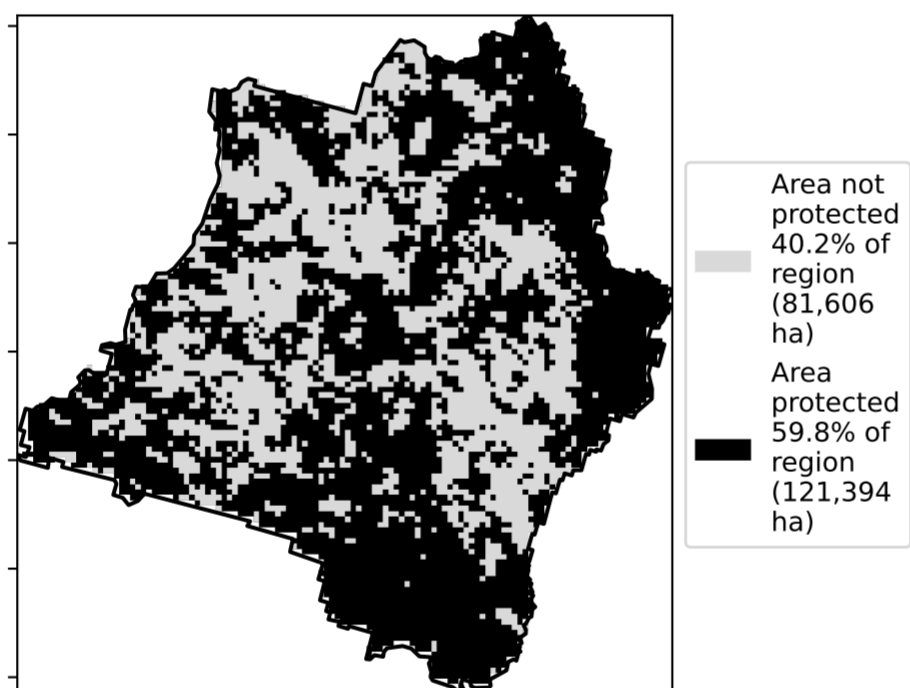 Area not
protected
40.2% of
region
(81,606
ha)
Area
protected
59.8% of
region
(121,394
ha)